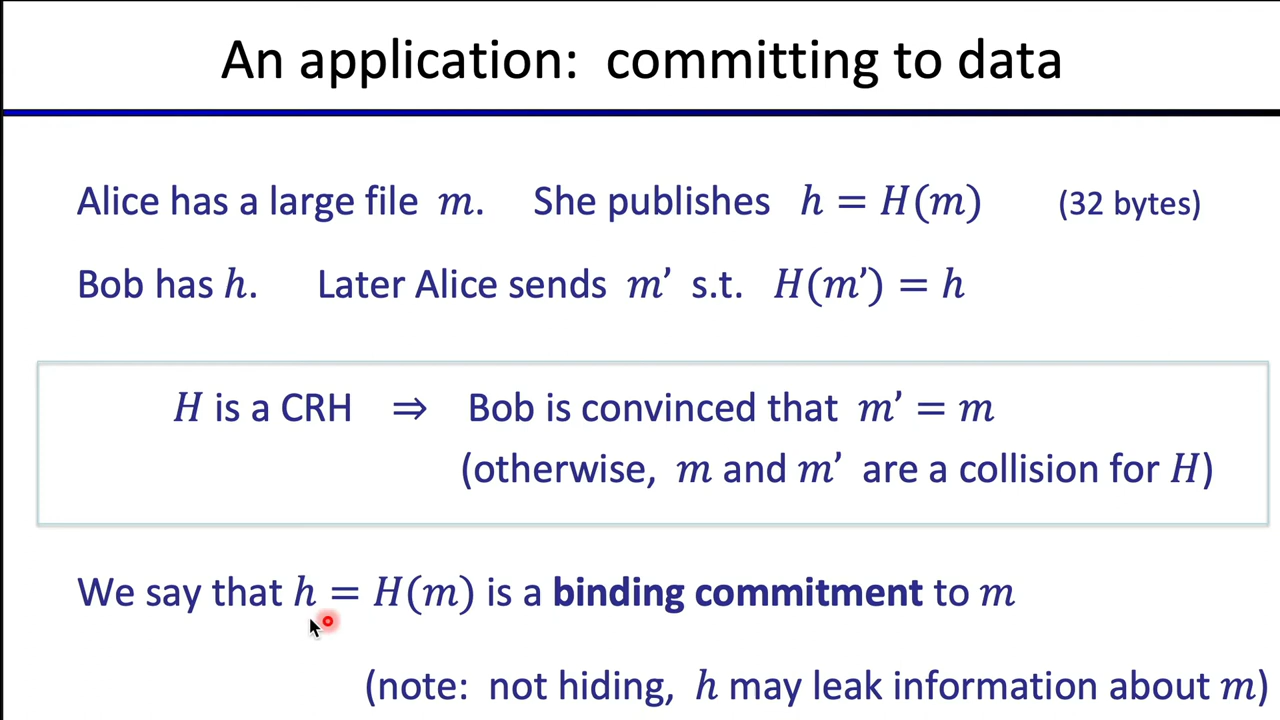 An application: committing to data
Alice has a large file m. She publishes h = H(m) (32 bytes)
Bob has h. Later Alice sends m’ s.t. H(m’) = h
H is a CRH ⇒ Bob is convinced that m’ = m
(otherwise, m and m’ are a collision for H)
We say that h = H(m) is a binding commitment to m
(note: not hiding, h may leak information about m)